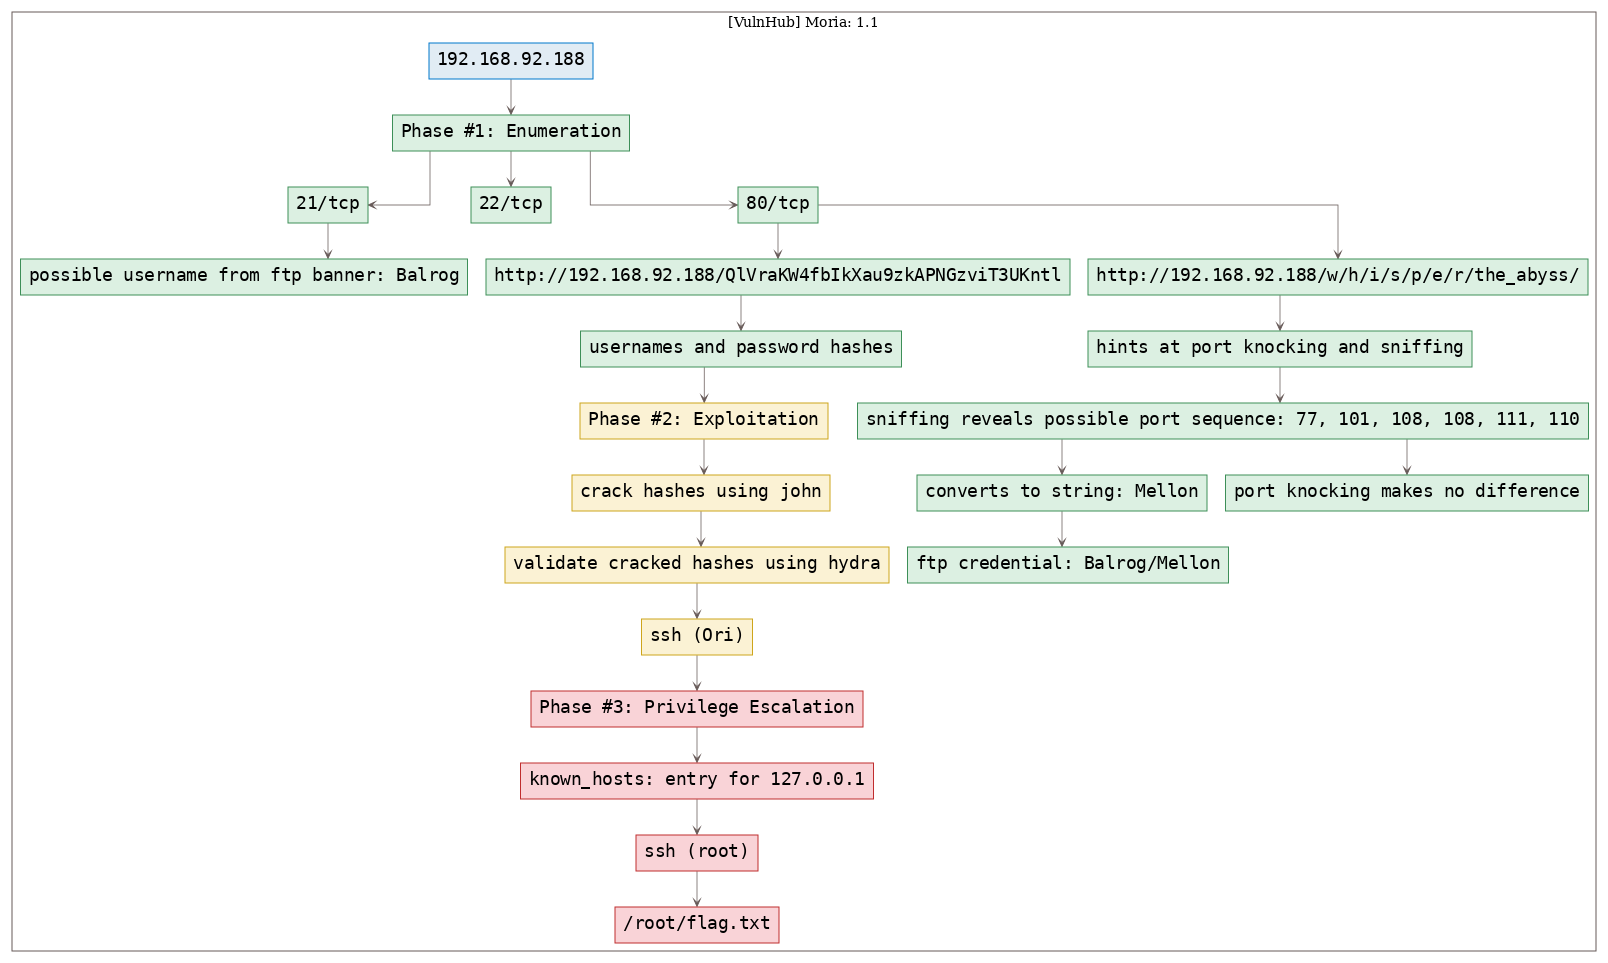 [VulnHub] Moria: 1.1
192.168.92.188
Phase #1: Enumeration
21/tcp
22/tcp
80/tcp
possible username from ftp banner: Balrog
http://192.168.92.188/QlVraKW4fbIkXau9zkAPNGzviT3UKntl
http://192.168.92.188/w/h/i/s/p/e/r/the_abyss/
usernames and password hashes
hints at port knocking and sniffing
Phase #2: Exploitation
sniffing reveals possible port sequence: 77, 101, 108, 108, 111, 110
crack hashes using john
converts to string: Mellon
port knocking makes no difference
validate cracked hashes using hydra
ftp credential: Balrog/Mellon
ssh (Ori)
Phase #3: Privilege Escalation
known_hosts: entry for 127.0.0.1
ssh (root)
/root/flag.txt